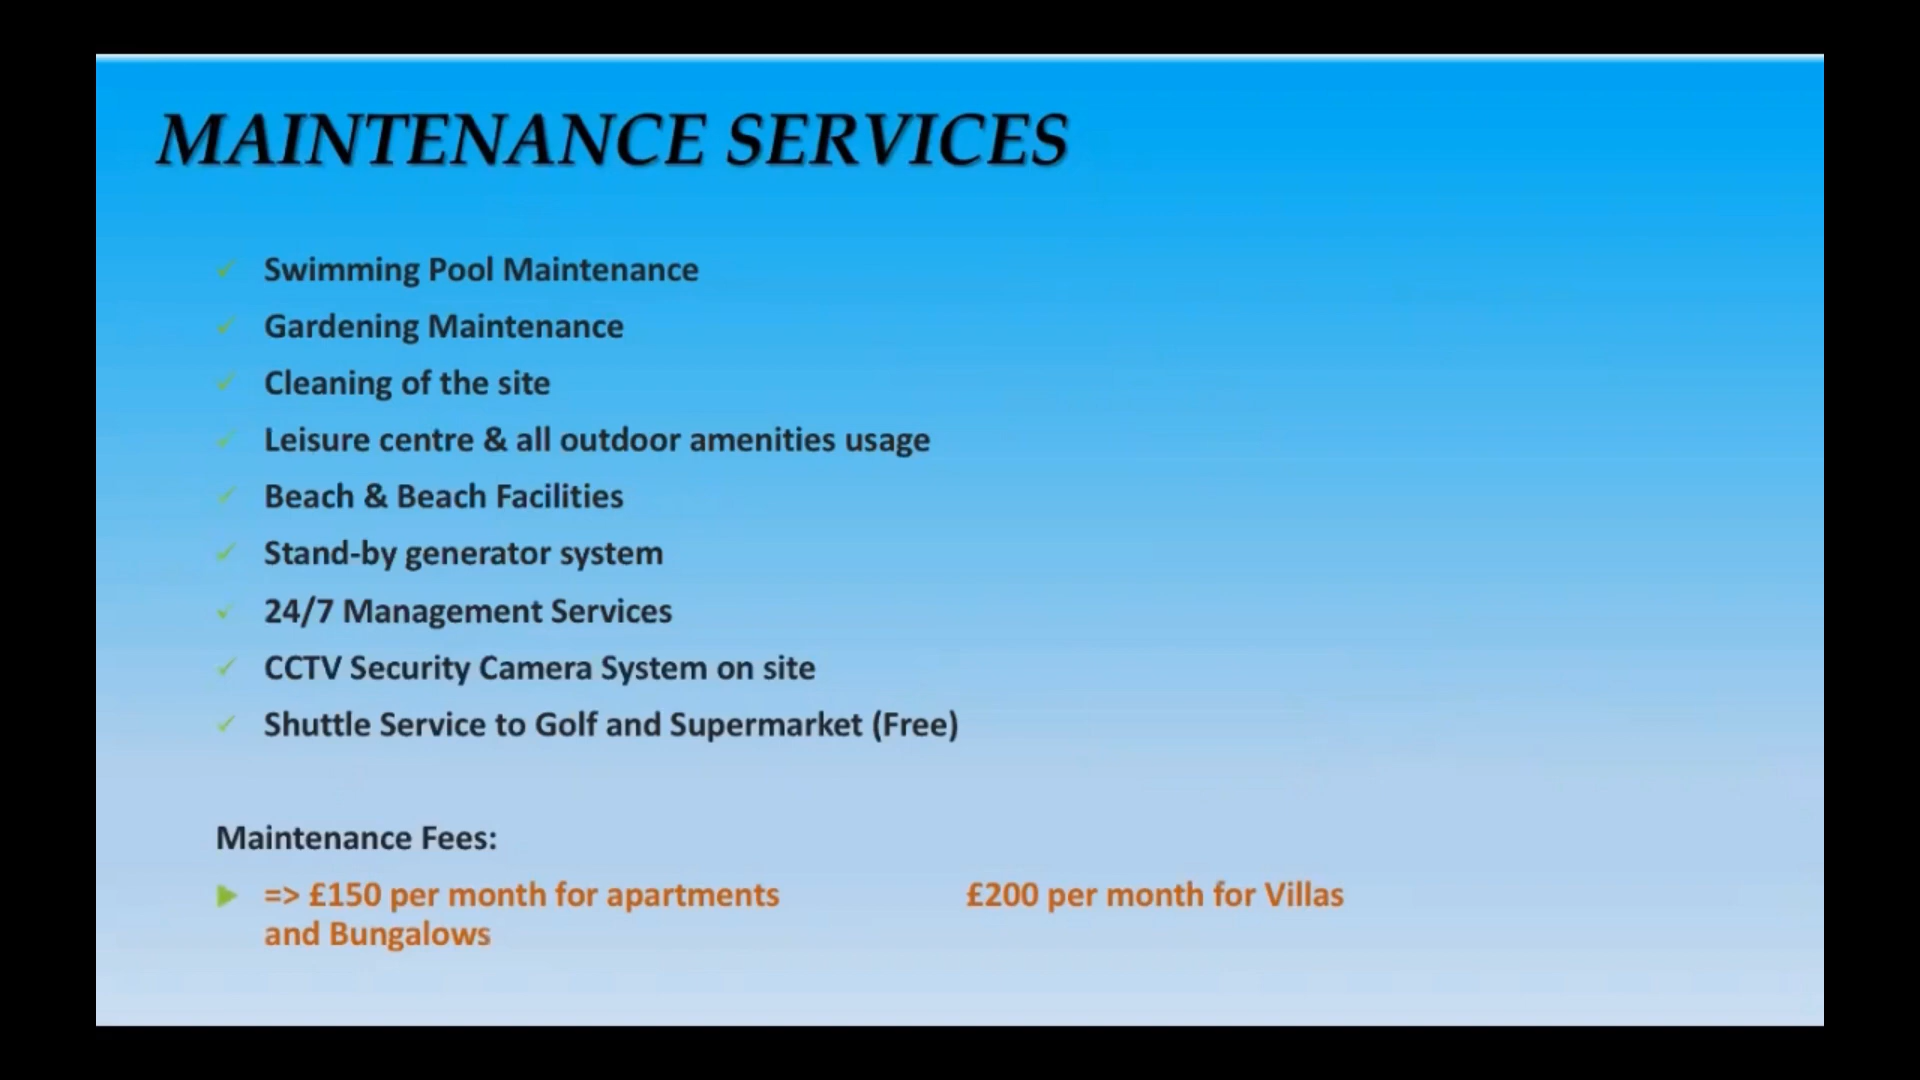 MAINTENANCE SERVICES
✓ Swimming Pool Maintenance
✓ Gardening Maintenance
✓ Cleaning of the site
✓ Leisure centre & all outdoor amenities usage
✓ Beach & Beach Facilities
✓ Stand-by generator system
✓ 24/7 Management Services
✓ CCTV Security Camera System on site
✓ Shuttle Service to Golf and Supermarket (Free)
Maintenance Fees:
=> £150 per month for apartments £200 per month for Villas
and Bungalows